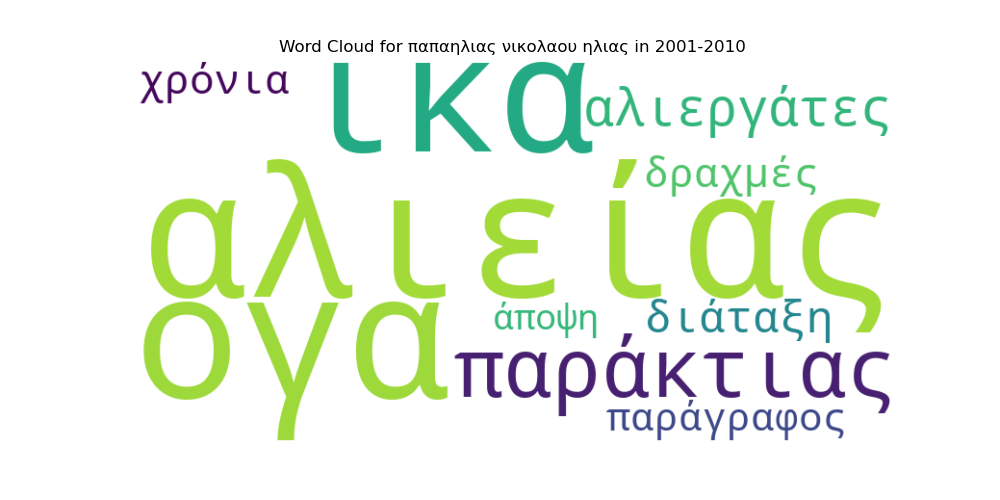 Word Cloud for παπαηλιας νικολαου ηλιας in 2001-2010
χρόνια
ικα
αλιεργάτες
δραχμές
αλιείας
ογα
άποψη
διάταξη
παράκτιας
παράγραφος